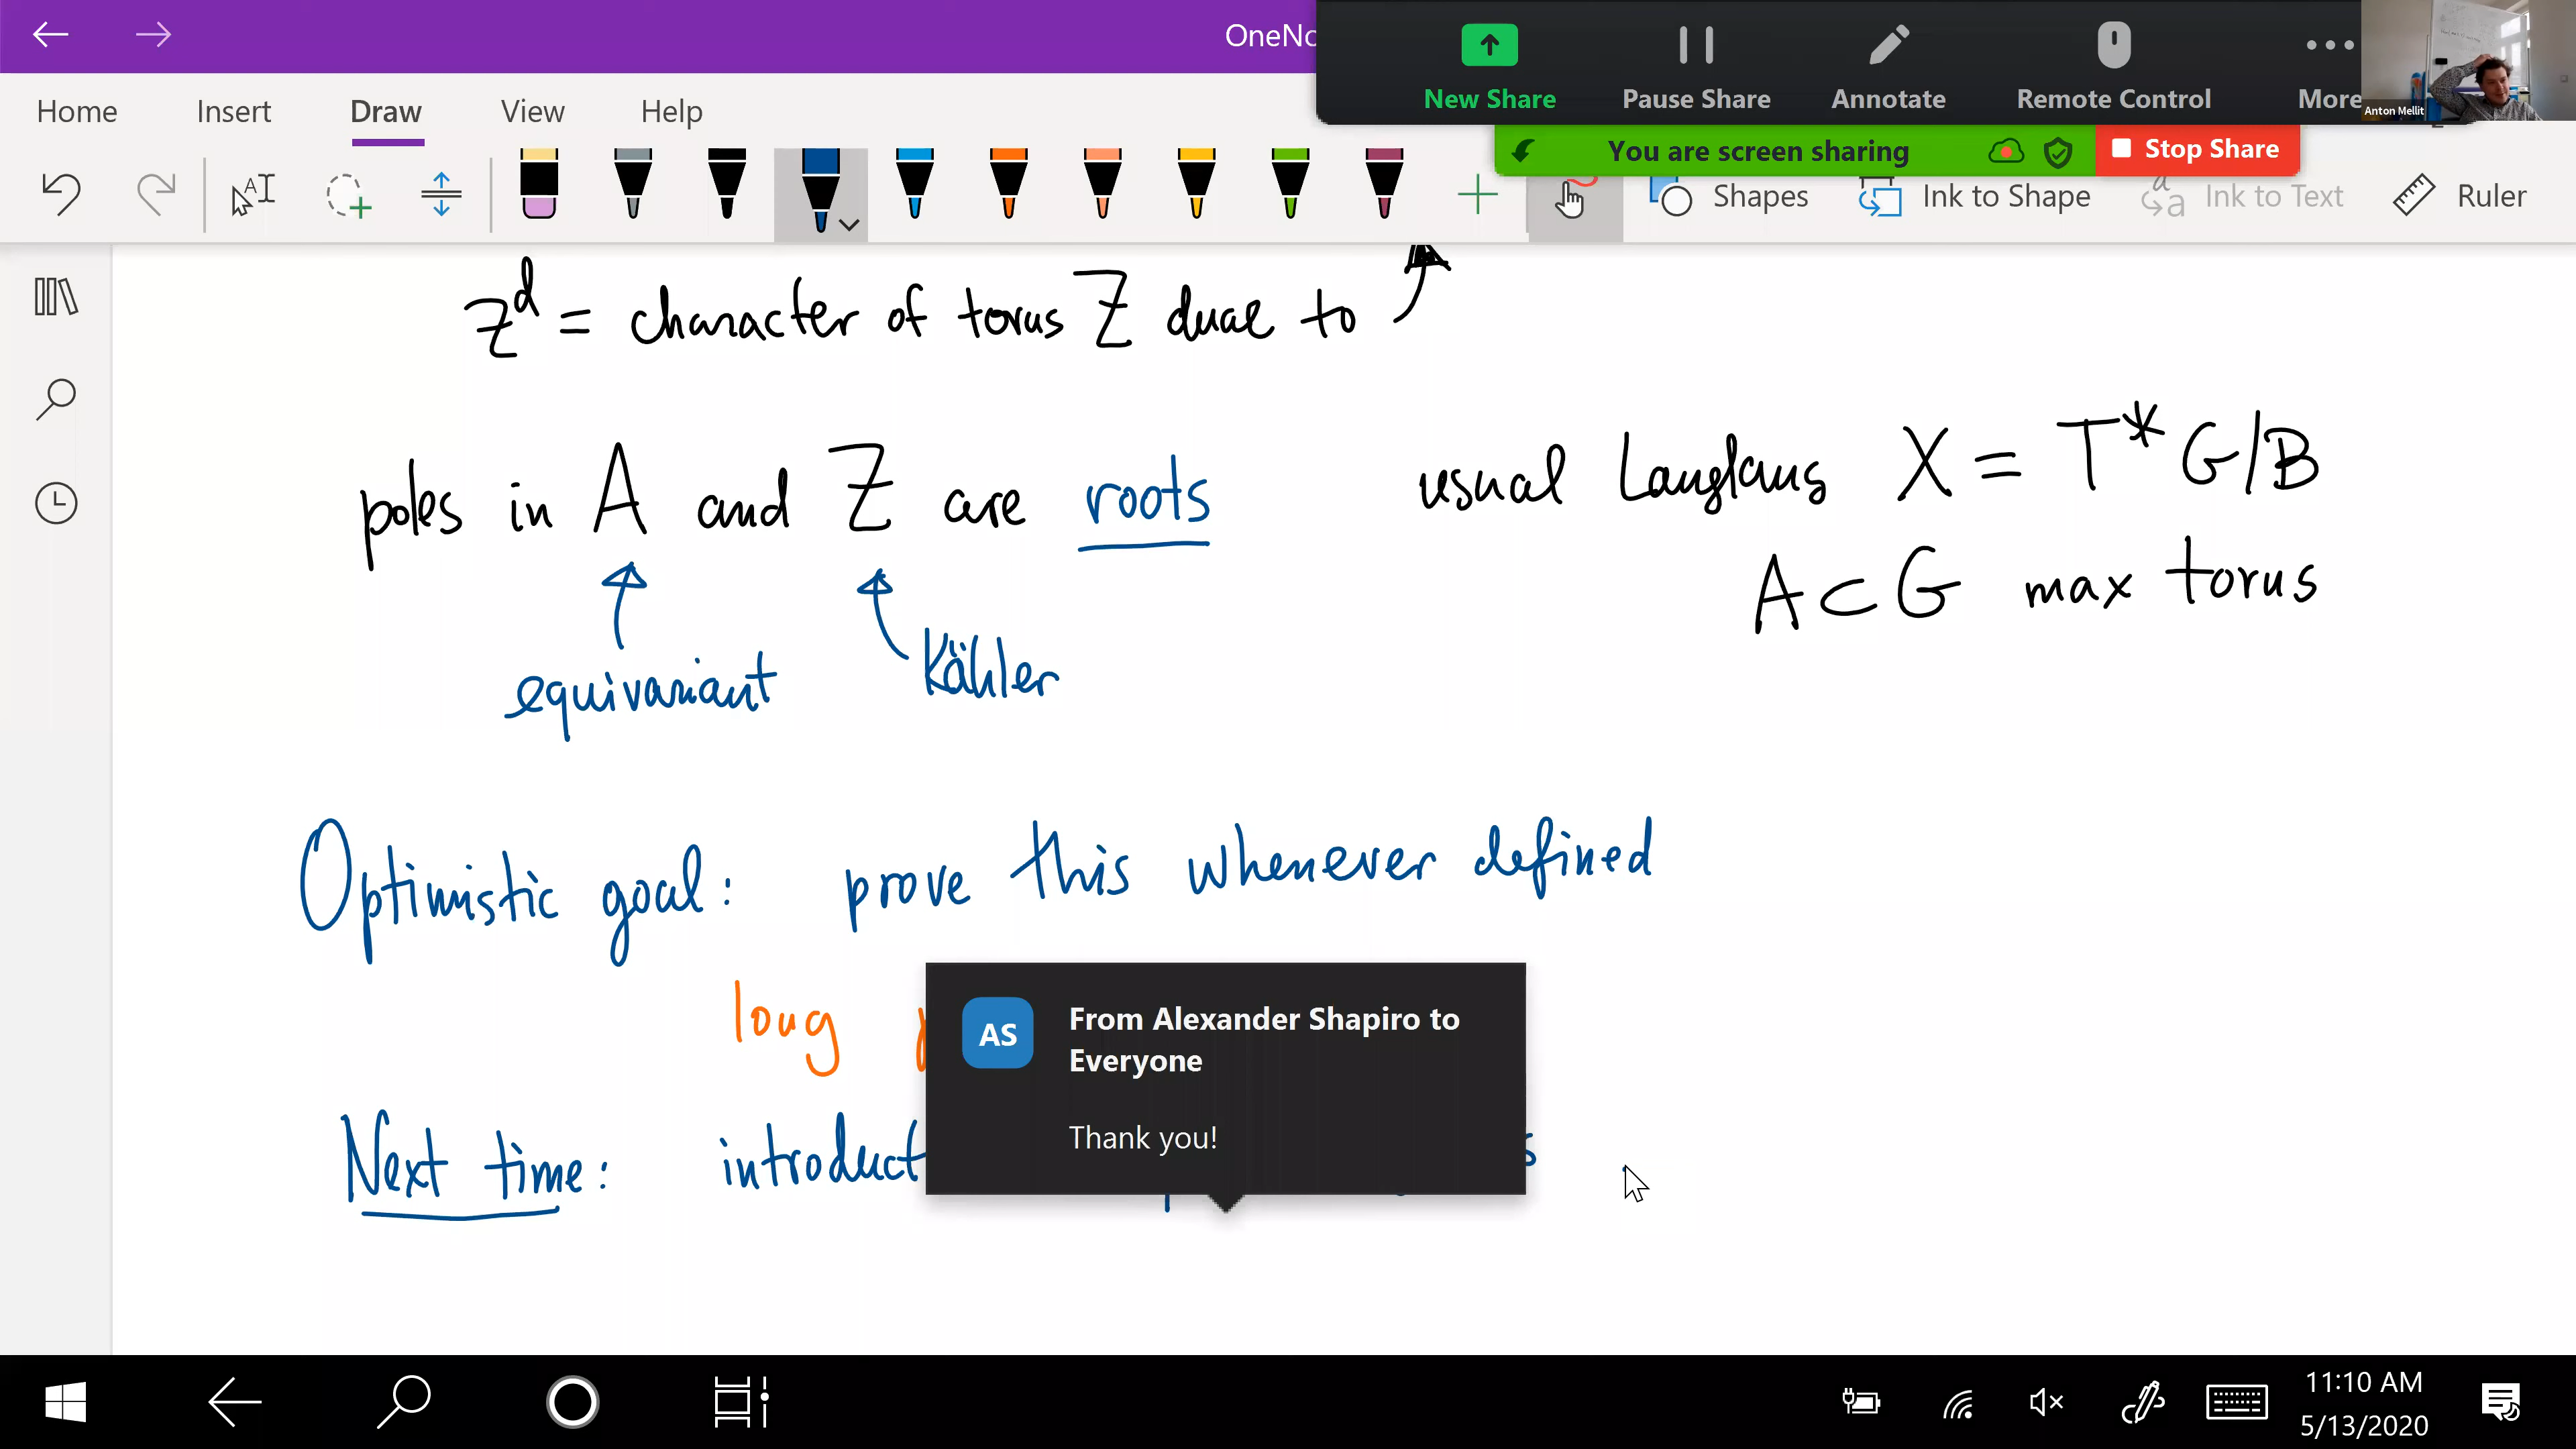 OneNo
New Share
Pause Share
Annotate
Remote Control
More
Anton Mellit
Home
Insert
Draw
View
Help
You are screen sharing
Stop Share
Shapes
Ink to Shape
Ink to Text
Ruler
z^d = character of torus Z dual to
poles in A and Z are roots
equivariant
Kähler
usual Langlans X = T* G/B
A ⊂ G max torus
Optimistic goal: prove this whenever defined
long
Next time: introduct
From Alexander Shapiro to
Everyone
AS
Thank you!
11:10 AM
5/13/2020